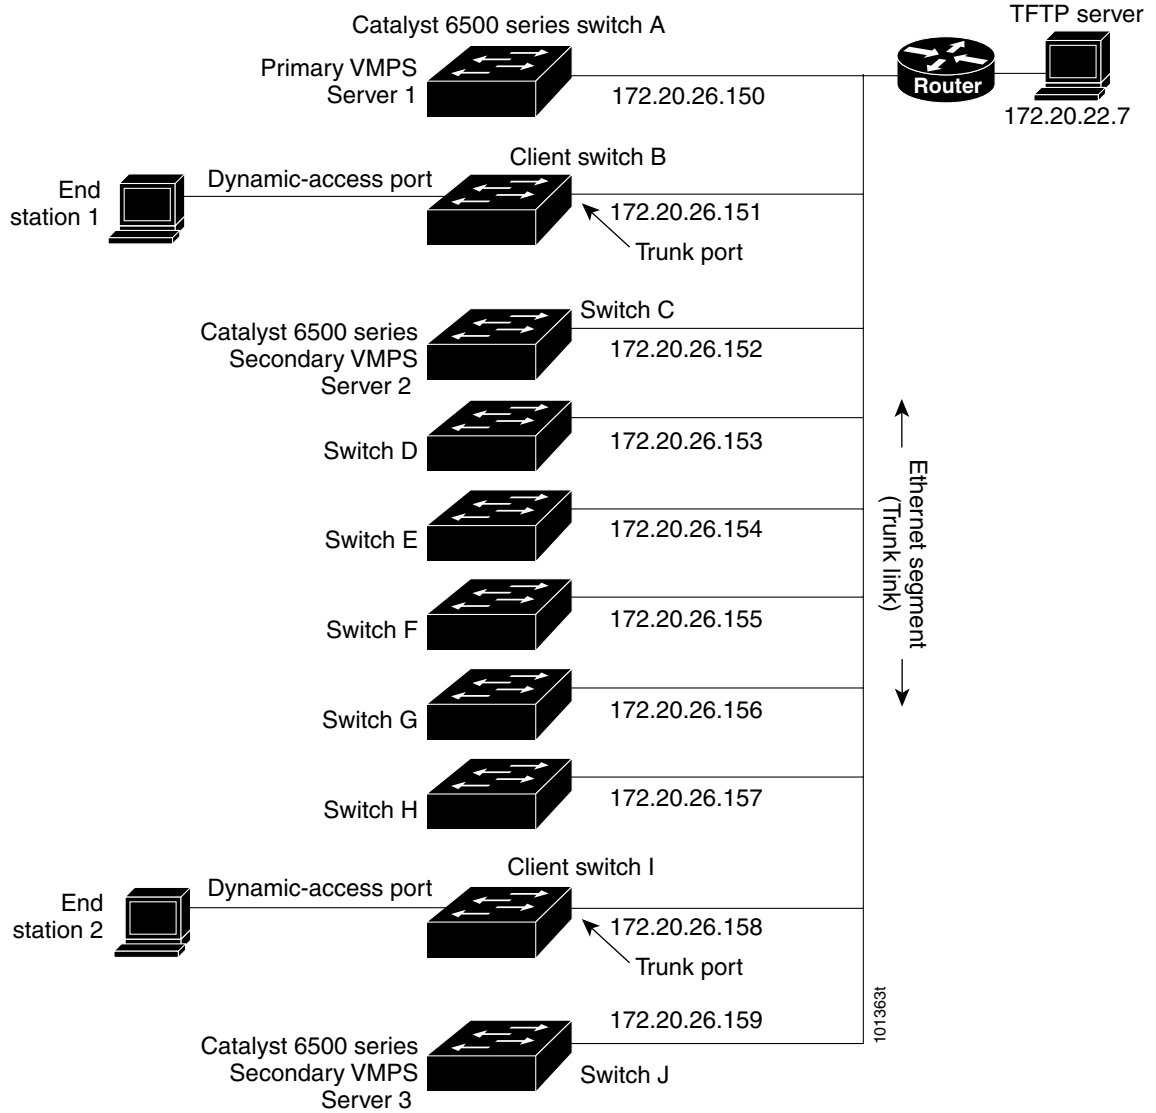 Catalyst 6500 series switch A
TFTP server
Primary VMPS
Server 1
172.20.26.150
Router
172.20.22.7
Client switch B
End
station 1
Dynamic-access port
172.20.26.151
Trunk port
Switch C
Catalyst 6500 series
Secondary VMPS
Server 2
172.20.26.152
Switch D
172.20.26.153
Ethernet segment
(Trunk link)
Switch E
172.20.26.154
Switch F
172.20.26.155
Switch G
172.20.26.156
Switch H
172.20.26.157
Client switch I
End
station 2
Dynamic-access port
172.20.26.158
Trunk port
172.20.26.159
101363t
Catalyst 6500 series
Secondary VMPS
Server 3
Switch J